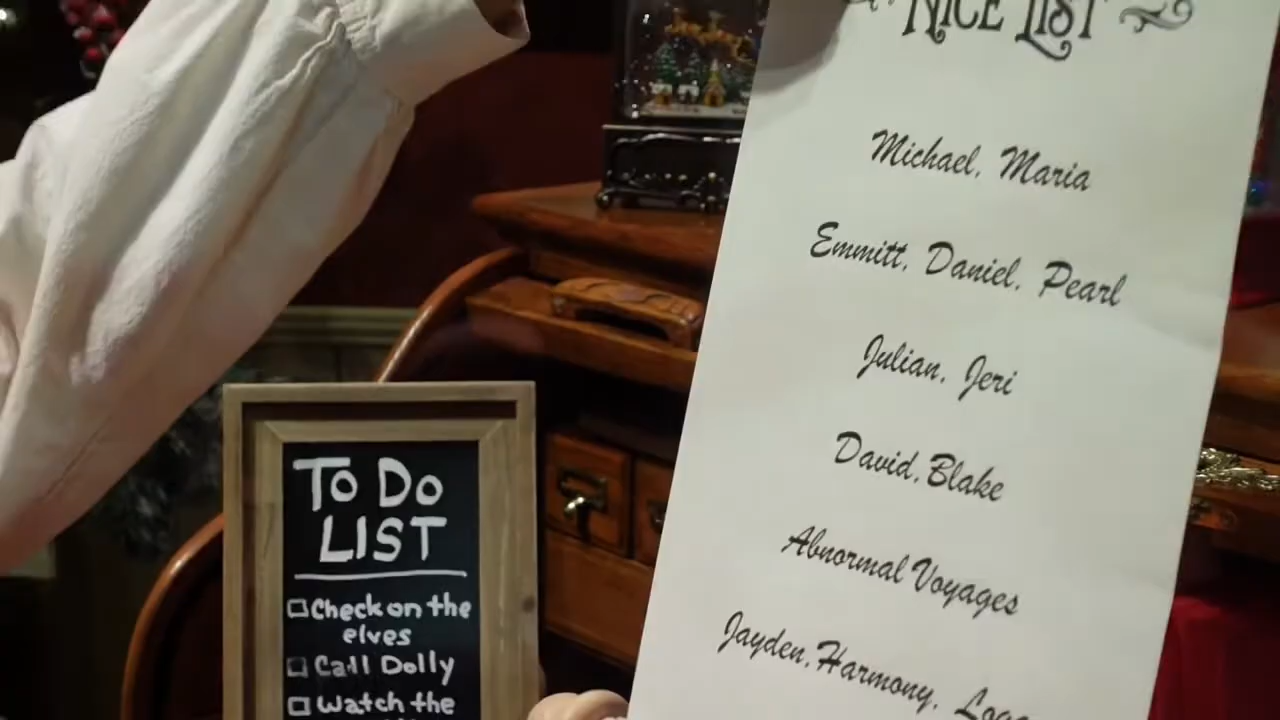 NICE LIST
Michael, Maria
Emmitt, Daniel, Pearl
Julian, Jeri
David, Blake
Abnormal Voyages
Jayden, Harmony,
TO DO
LIST
Check on the
elves
Call Dolly
Watch the